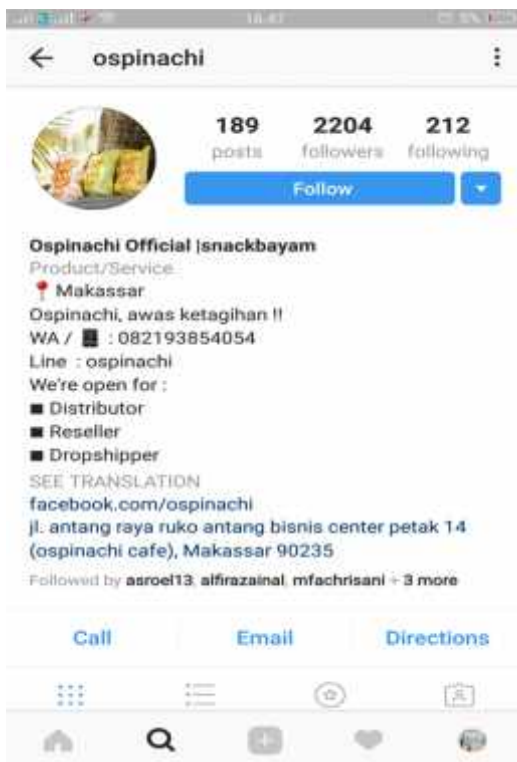 ospinachi
189 2204 212
posts followers following
Follow
Ospinachi Official |snackbayam
Product/Service
Makassar
Ospinachi, awas ketagihan !!
WA / : 082193854054
Line : ospinachi
We're open for :
Distributor
Reseller
Dropshipper
SEE TRANSLATION
facebook.com/ospinachi
jl. antang raya ruko antang bisnis center petak 14
(ospinachi cafe), Makassar 90235
Followed by asroel13, alfirazainal, mfachrisani + 3 more
Call Email Directions